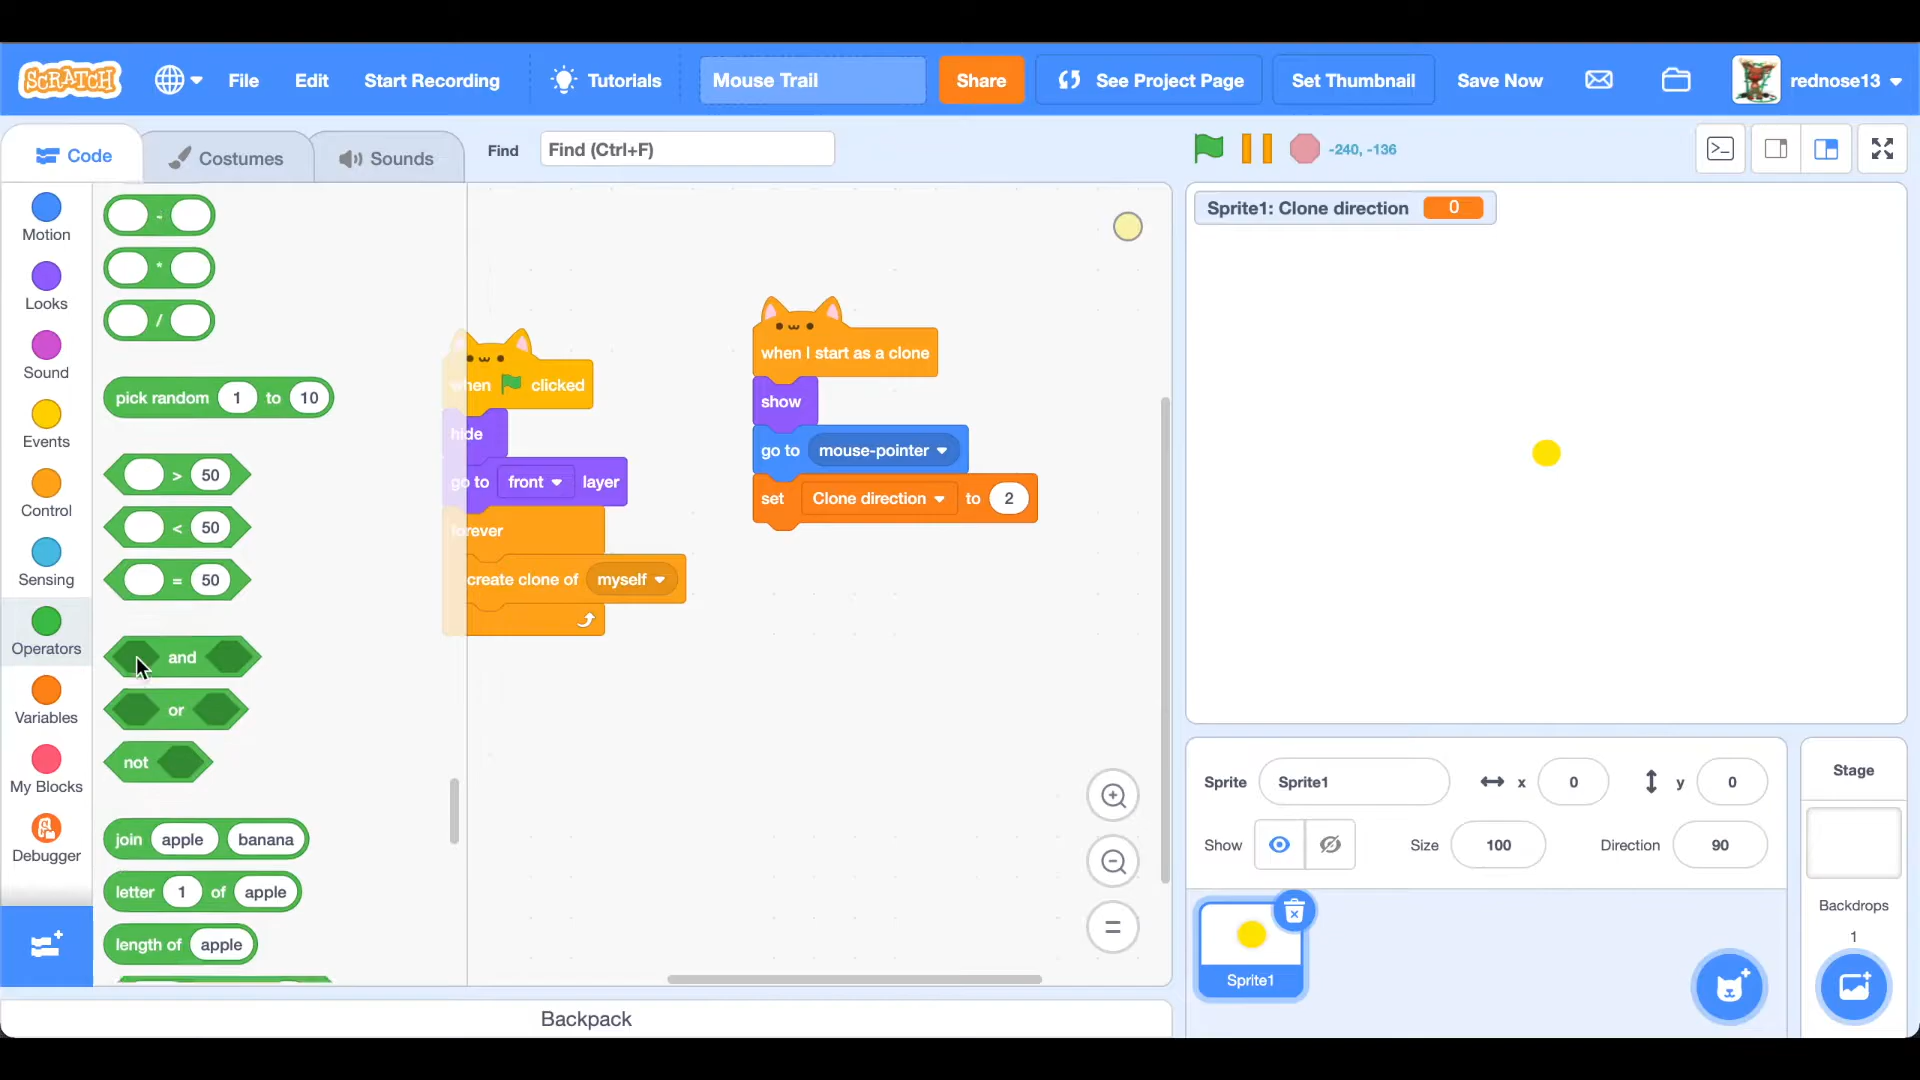 SCRATCH File Edit Start Recording Tutorials Mouse Trail Share See Project Page Set Thumbnail Save Now rednose13
Code Costumes Sounds Find Find (Ctrl+F) -240, -136
Motion
Looks
Sound
Events
Control
Sensing
Operators
Variables
My Blocks
Debugger
-
*
/
pick random 1 to 10
> 50
< 50
= 50
and
or
not
join apple banana
letter 1 of apple
length of apple
when clicked
hide
go to front layer
forever
create clone of myself
when I start as a clone
show
go to mouse-pointer
set Clone direction to 2
Backpack
Sprite1: Clone direction 0
Sprite Sprite1 x 0 y 0
Show Size 100 Direction 90
Sprite1
Stage
Backdrops
1